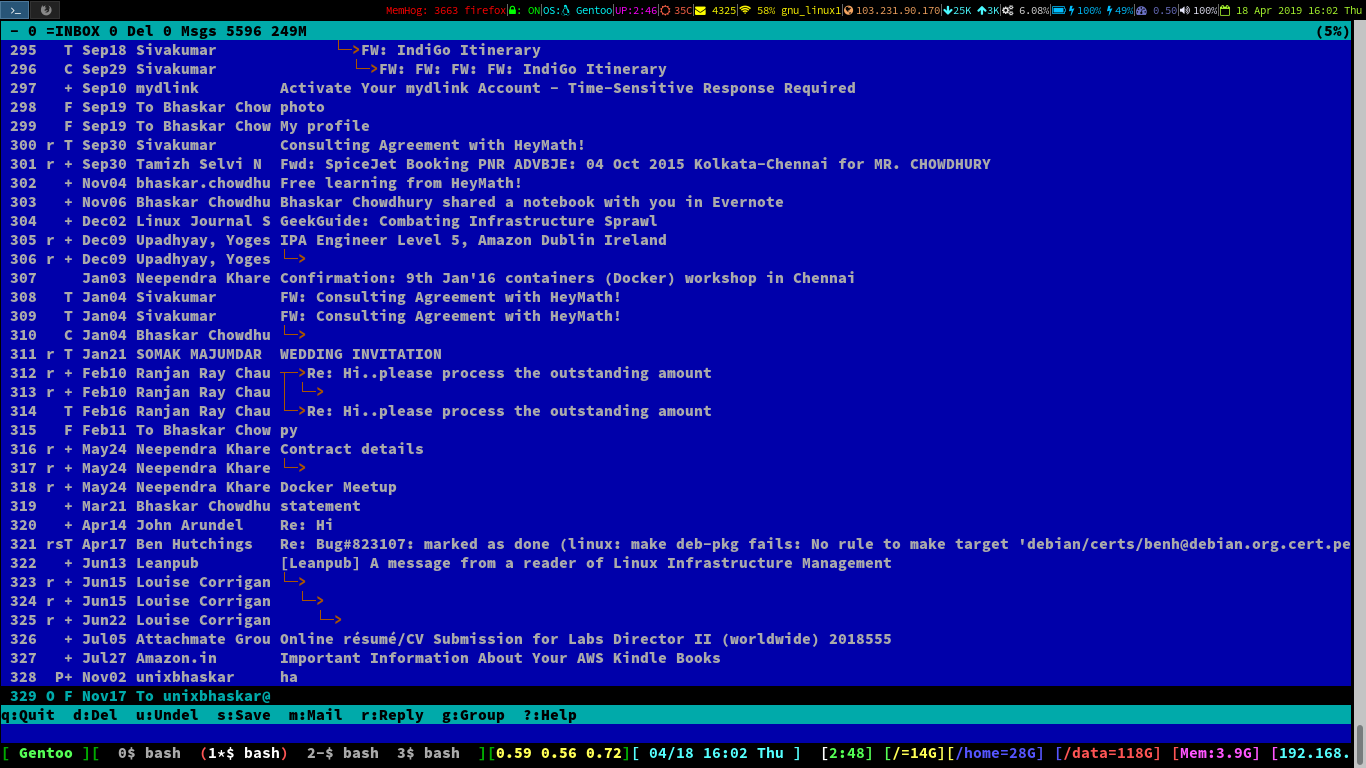 >_ MemHog: 3663 firefox : ON|OS: Gentoo|UP:2:46| 35C| 4325| 58% gnu_linux1| 103.231.90.170| 25K 3K| 6.08%| 100% 49%| 0.50| 100%| 18 Apr 2019 16:02 Thu
- 0 =INBOX 0 Del 0 Msgs 5596 249M (5%)
295 T Sep18 Sivakumar └─>FW: IndiGo Itinerary
296 C Sep29 Sivakumar └─>FW: FW: FW: FW: IndiGo Itinerary
297 + Sep10 mydlink Activate Your mydlink Account - Time-Sensitive Response Required
298 F Sep19 To Bhaskar Chow photo
299 F Sep19 To Bhaskar Chow My profile
300 r T Sep30 Sivakumar Consulting Agreement with HeyMath!
301 r + Sep30 Tamizh Selvi N Fwd: SpiceJet Booking PNR ADVBJE: 04 Oct 2015 Kolkata-Chennai for MR. CHOWDHURY
302 + Nov04 bhaskar.chowdhu Free learning from HeyMath!
303 + Nov06 Bhaskar Chowdhu Bhaskar Chowdhury shared a notebook with you in Evernote
304 + Dec02 Linux Journal S GeekGuide: Combating Infrastructure Sprawl
305 r + Dec09 Upadhyay, Yoges IPA Engineer Level 5, Amazon Dublin Ireland
306 r + Dec09 Upadhyay, Yoges └─>
307 Jan03 Neependra Khare Confirmation: 9th Jan'16 containers (Docker) workshop in Chennai
308 T Jan04 Sivakumar FW: Consulting Agreement with HeyMath!
309 T Jan04 Sivakumar FW: Consulting Agreement with HeyMath!
310 C Jan04 Bhaskar Chowdhu └─>
311 r T Jan21 SOMAK MAJUMDAR WEDDING INVITATION
312 r + Feb10 Ranjan Ray Chau ┬─>Re: Hi..please process the outstanding amount
313 r + Feb10 Ranjan Ray Chau │ └─>
314 T Feb16 Ranjan Ray Chau └─>Re: Hi..please process the outstanding amount
315 F Feb11 To Bhaskar Chow py
316 r + May24 Neependra Khare Contract details
317 r + May24 Neependra Khare └─>
318 r + May24 Neependra Khare Docker Meetup
319 + Mar21 Bhaskar Chowdhu statement
320 + Apr14 John Arundel Re: Hi
321 rsT Apr17 Ben Hutchings Re: Bug#823107: marked as done (linux: make deb-pkg fails: No rule to make target 'debian/certs/benh@debian.org.cert.pe
322 + Jun13 Leanpub [Leanpub] A message from a reader of Linux Infrastructure Management
323 r + Jun15 Louise Corrigan └─>
324 r + Jun15 Louise Corrigan └─>
325 r + Jun22 Louise Corrigan └─>
326 + Jul05 Attachmate Grou Online résumé/CV Submission for Labs Director II (worldwide) 2018555
327 + Jul27 Amazon.in Important Information About Your AWS Kindle Books
328 P+ Nov02 unixbhaskar ha
329 O F Nov17 To unixbhaskar@
q:Quit d:Del u:Undel s:Save m:Mail r:Reply g:Group ?:Help
[ Gentoo ][ 0$ bash (1*$ bash) 2-$ bash 3$ bash ][0.59 0.56 0.72][ 04/18 16:02 Thu ] [2:48] [/=14G][/home=28G] [/data=118G] [Mem:3.9G] [192.168.